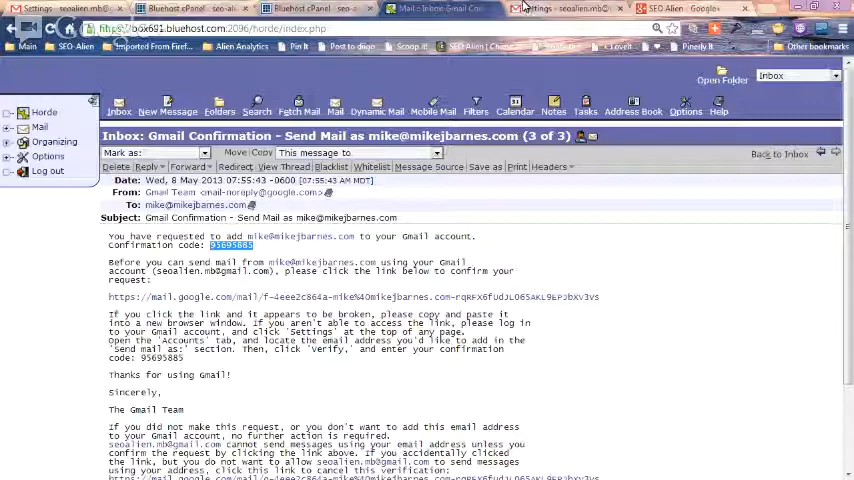 Settings - seoalien.mb@
Bluehost cPanel - seo-al
Bluehost cPanel - seo-a
Mail :: Inbox: Gmail Con
Settings - seoalien.mb@
SEO Alien - Google+
https://box691.bluehost.com:2096/horde/index.php
Main
SEO-Alien
Imported From Firef...
Alien Analytics
Pin It
Post to diigo
Scoop.it
+ LoveIt
Pinerly It
Other bookmarks
Open Folder
Inbox
Horde
Mail
Organizing
Options
Log out
Inbox New Message Folders Search Fetch Mail Mail Dynamic Mail Mobile Mail Filters Calendar Notes Tasks Address Book Options Help
Inbox: Gmail Confirmation - Send Mail as mike@mikejbarnes.com (3 of 3)
Mark as: Move | Copy This message to
Back to Inbox
Delete | Reply | Forward | Redirect | View Thread | Blacklist | Whitelist | Message Source | Save as | Print | Headers
Date: Wed, 8 May 2013 07:55:43 -0600 [07:55:43 AM MDT]
From: Gmail Team <mail-noreply@google.com>
To: mike@mikejbarnes.com
Subject: Gmail Confirmation - Send Mail as mike@mikejbarnes.com
You have requested to add mike@mikejbarnes.com to your Gmail account.
Confirmation code: 95695885
Before you can send mail from mike@mikejbarnes.com using your Gmail
account (seoalien.mb@gmail.com), please click the link below to confirm your
request:
If you click the link and it appears to be broken, please copy and paste it
into a new browser window. If you aren't able to access the link, please log in
to your Gmail account, and click 'Settings' at the top of any page.
Open the 'Accounts' tab, and locate the email address you'd like to add in the
'Send mail as:' section. Then, click 'Verify,' and enter your confirmation
code: 95695885
Thanks for using Gmail!
Sincerely,
The Gmail Team
If you did not make this request, or you don't want to add this email address
to your Gmail account, no further action is required.
seoalien.mb@gmail.com cannot send messages using your email address unless you
confirm the request by clicking the link above. If you accidentally clicked
the link, but you do not want to allow seoalien.mb@gmail.com to send messages
using your address, click this link to cancel this verification: